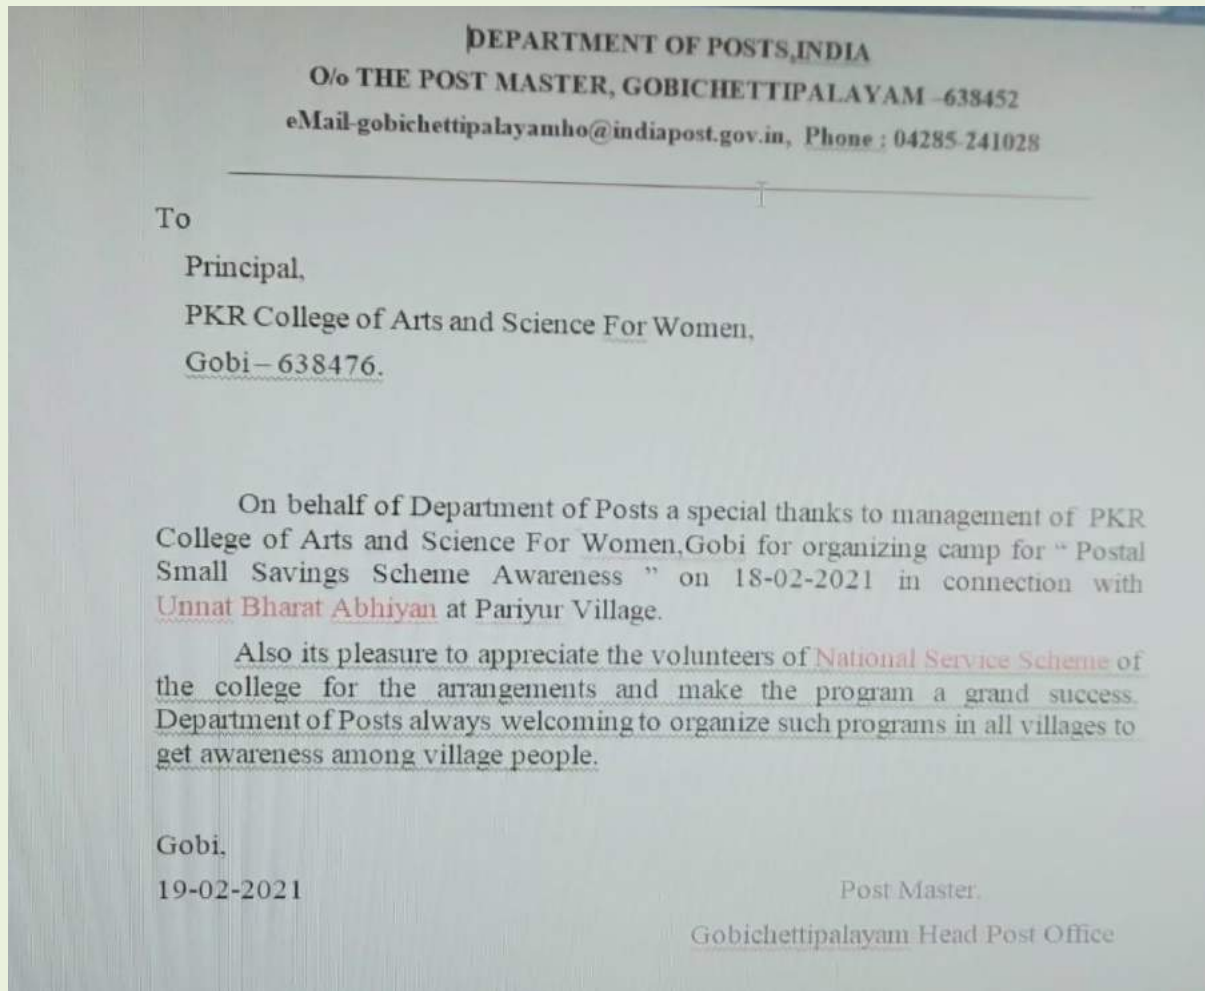 DEPARTMENT OF POSTS,INDIA
O/o THE POST MASTER, GOBICHETTIPALAYAM -638452
eMail-gobichettipalayamho@indiapost.gov.in, Phone : 04285-241028
To
Principal,
PKR College of Arts and Science For Women,
Gobi – 638476.
On behalf of Department of Posts a special thanks to management of PKR
College of Arts and Science For Women,Gobi for organizing camp for “ Postal
Small Savings Scheme Awareness ” on 18-02-2021 in connection with
Unnat Bharat Abhiyan at Pariyur Village.
Also its pleasure to appreciate the volunteers of National Service Scheme of
the college for the arrangements and make the program a grand success.
Department of Posts always welcoming to organize such programs in all villages to
get awareness among village people.
Gobi,
19-02-2021
Post Master.
Gobichettipalayam Head Post Office